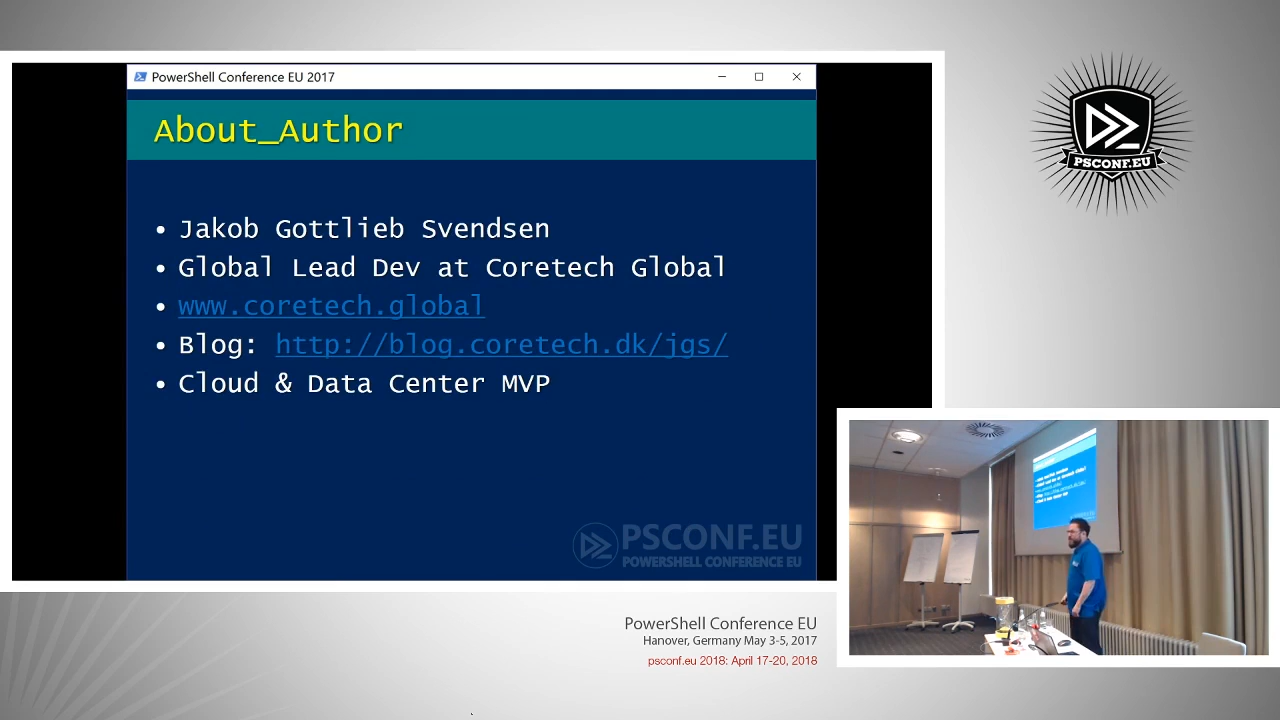 PowerShell Conference EU 2017
About_Author
• Jakob Gottlieb Svendsen
• Global Lead Dev at Coretech Global
• www.coretech.global
• Blog: http://blog.coretech.dk/jgs/
• Cloud & Data Center MVP
PSCONF.EU
POWERSHELL CONFERENCE EU
PSCONF.EU
PowerShell Conference EU
Hanover, Germany May 3-5, 2017
psconf.eu 2018: April 17-20, 2018